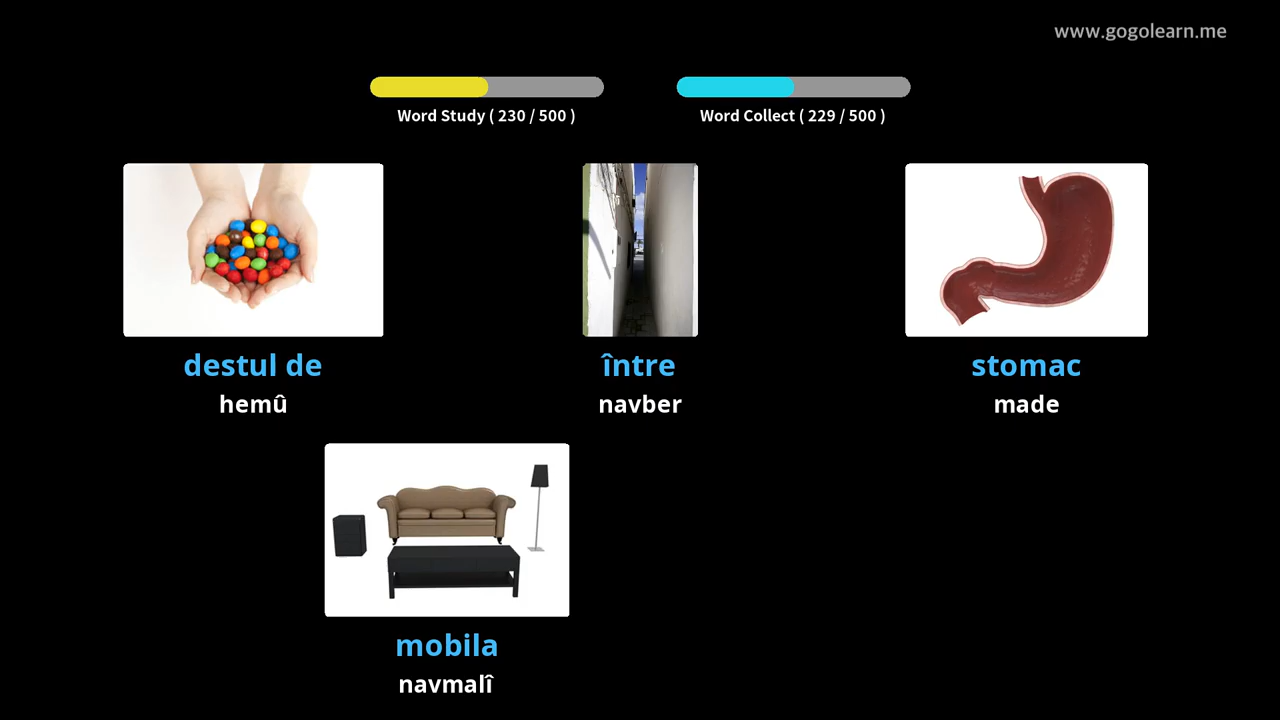 www.gogolearn.me
Word Study ( 230 / 500 )
Word Collect ( 229 / 500 )
destul de
hemû
între
navber
stomac
made
mobila
navmalî